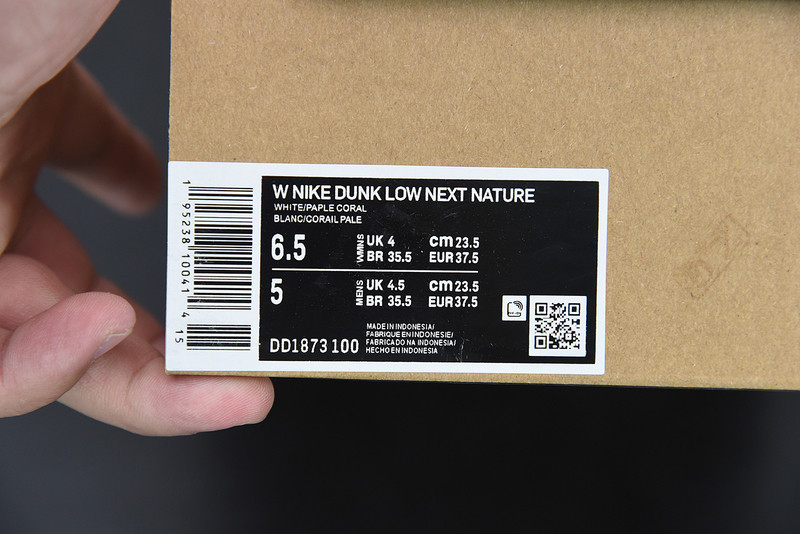 W NIKE DUNK LOW NEXT NATURE
WHITE/PAPLE CORAL
BLANC/CORAIL PALE
6.5 WMNS UK 4 cm 23.5
BR 35.5 EUR 37.5
5 MENS UK 4.5 cm 23.5
BR 35.5 EUR 37.5
DD1873 100
MADE IN INDONESIA/
FABRIQUE EN INDONESIE/
FABRICADO NA INDONESIA/
HECHO EN INDONESIA
1 95238 10041 4 15